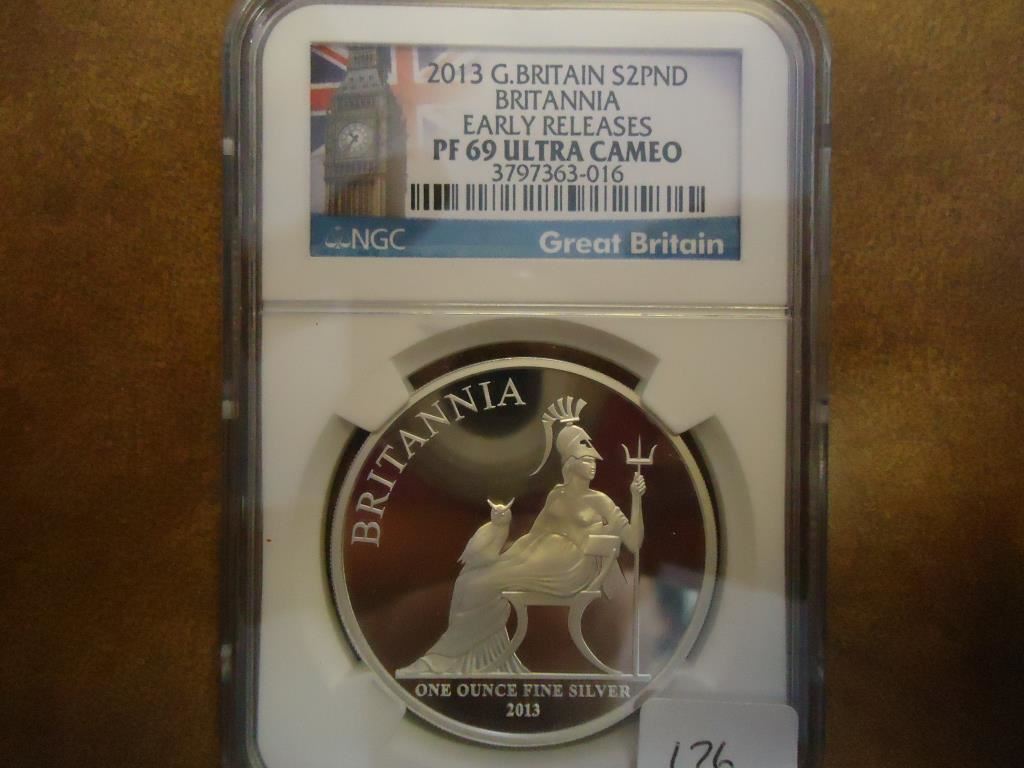 2013 G.BRITAIN S2PND
BRITANNIA
EARLY RELEASES
PF 69 ULTRA CAMEO
3797363-016
NGC
Great Britain
BRITANNIA
ONE OUNCE FINE SILVER
2013
126